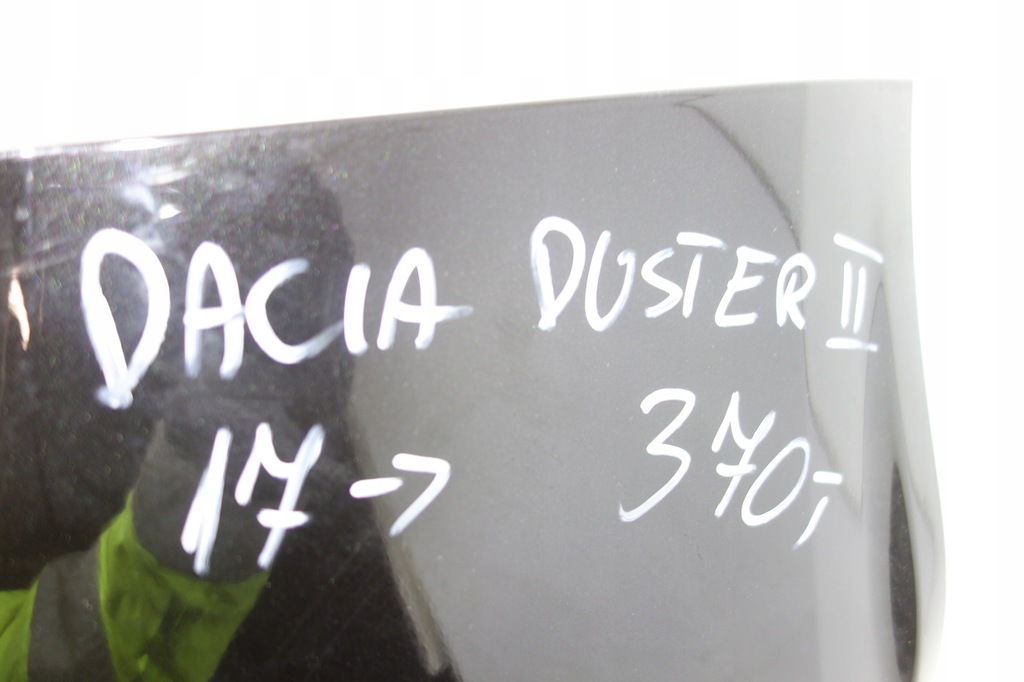 DACIA DUSTER II
17-> 370,-